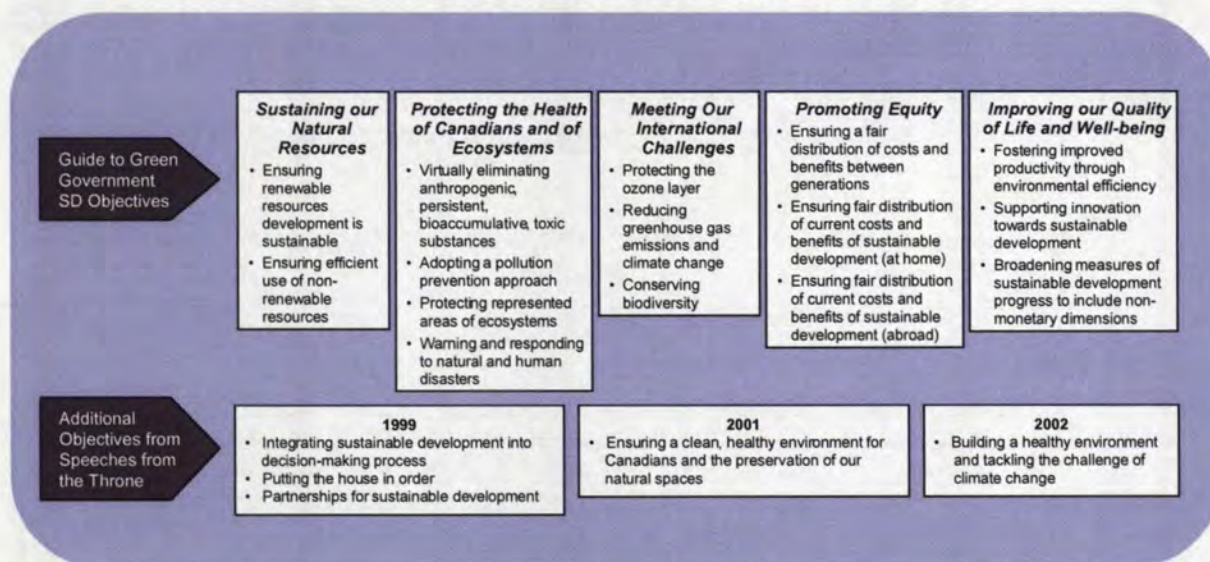 Guide to Green
Government
SD Objectives
Sustaining our
Natural
Resources
• Ensuring
renewable
resources
development is
sustainable
• Ensuring efficient
use of non-
renewable
resources
Protecting the Health
of Canadians and of
Ecosystems
• Virtually eliminating
anthropogenic,
persistent,
bioaccumulative, toxic
substances
• Adopting a pollution
prevention approach
• Protecting represented
areas of ecosystems
• Warning and responding
to natural and human
disasters
Meeting Our
International
Challenges
• Protecting the
ozone layer
• Reducing
greenhouse gas
emissions and
climate change
• Conserving
biodiversity
Promoting Equity
• Ensuring a fair
distribution of costs and
benefits between
generations
• Ensuring fair distribution
of current costs and
benefits of sustainable
development (at home)
• Ensuring fair distribution
of current costs and
benefits of sustainable
development (abroad)
Improving our Quality
of Life and Well-being
• Fostering improved
productivity through
environmental efficiency
• Supporting innovation
towards sustainable
development
• Broadening measures of
sustainable development
progress to include non-
monetary dimensions
Additional
Objectives from
Speeches from
the Throne
1999
• Integrating sustainable development into
decision-making process
• Putting the house in order
• Partnerships for sustainable development
2001
• Ensuring a clean, healthy environment for
Canadians and the preservation of our
natural spaces
2002
• Building a healthy environment
and tackling the challenge of
climate change